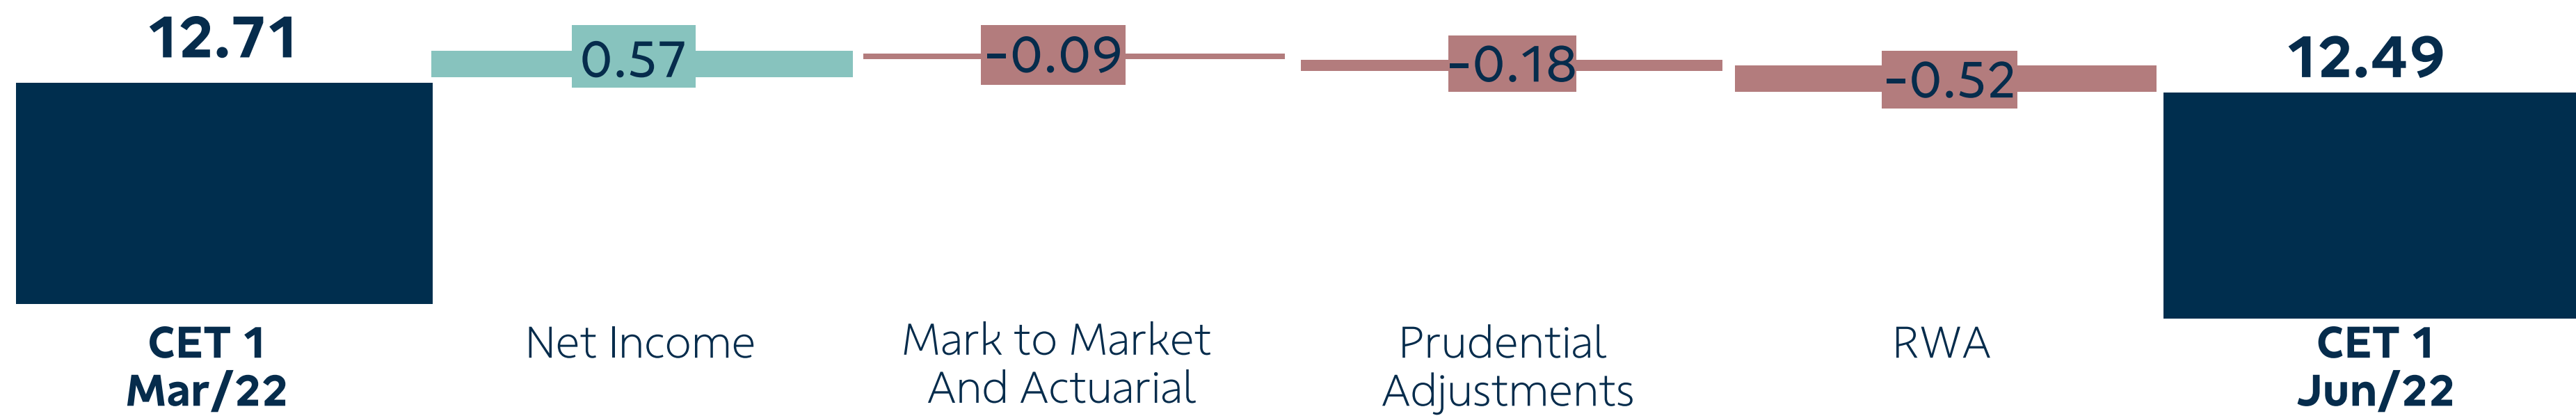 12.71
0.57
-0.09
-0.18
-0.52
12.49
CET 1
Mar/22
Net Income
Mark to Market
And Actuarial
Prudential
Adjustments
RWA
CET 1
Jun/22